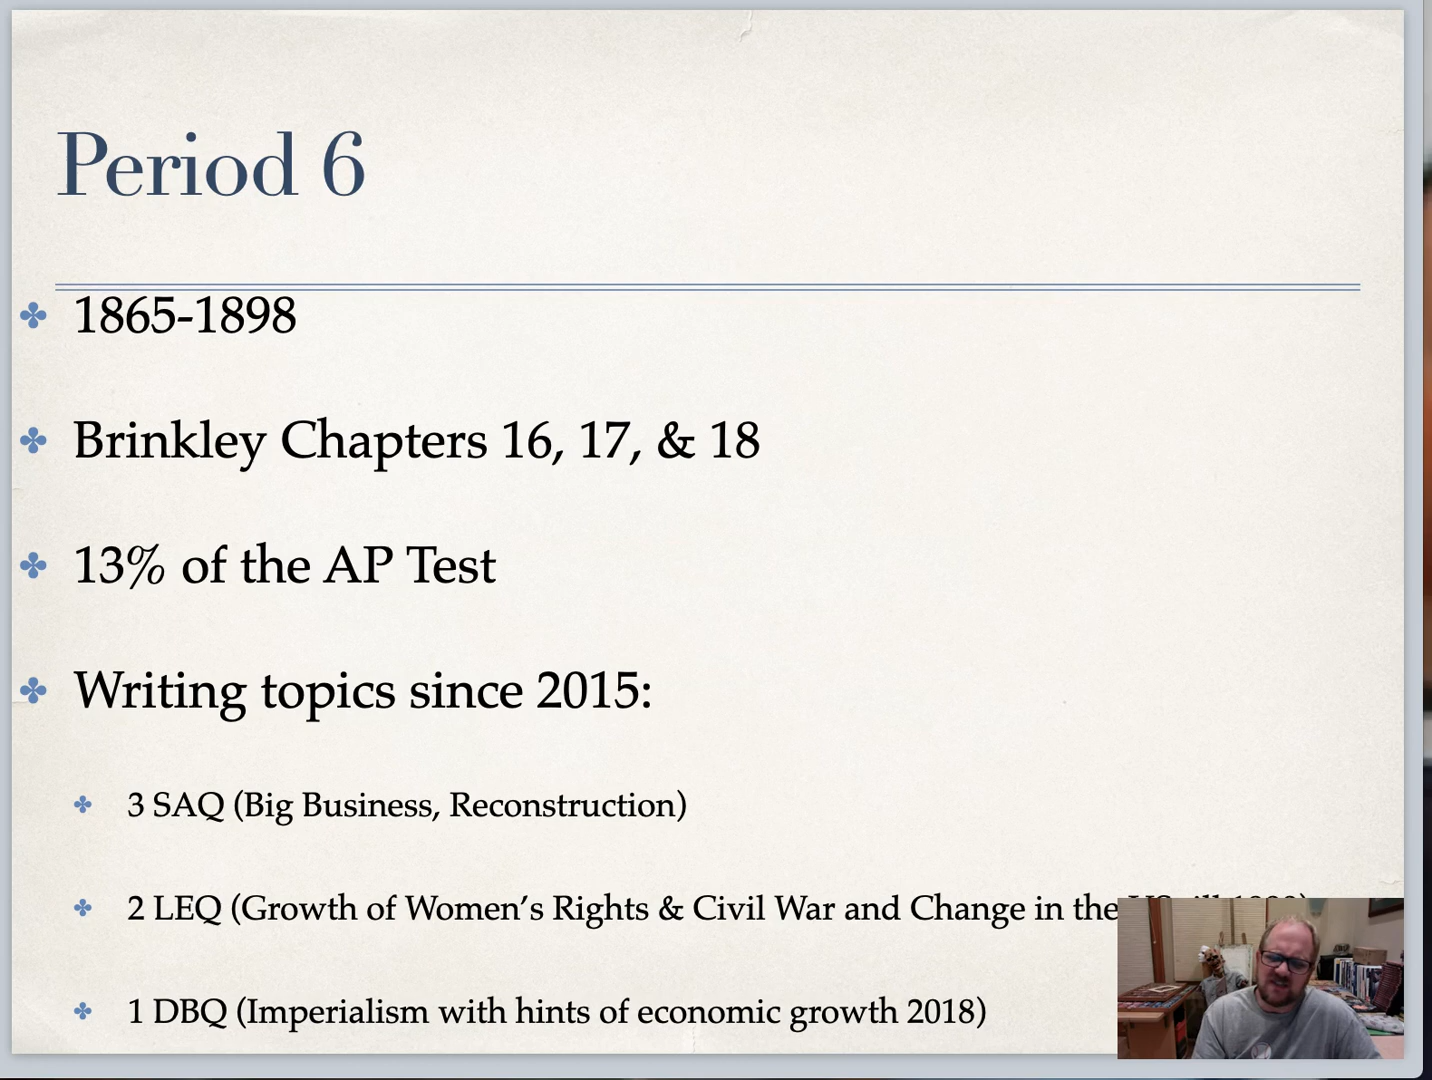 Period 6
1865-1898
Brinkley Chapters 16, 17, & 18
13% of the AP Test
Writing topics since 2015:
3 SAQ (Big Business, Reconstruction)
2 LEQ (Growth of Women's Rights & Civil War and Change in the
1 DBQ (Imperialism with hints of economic growth 2018)